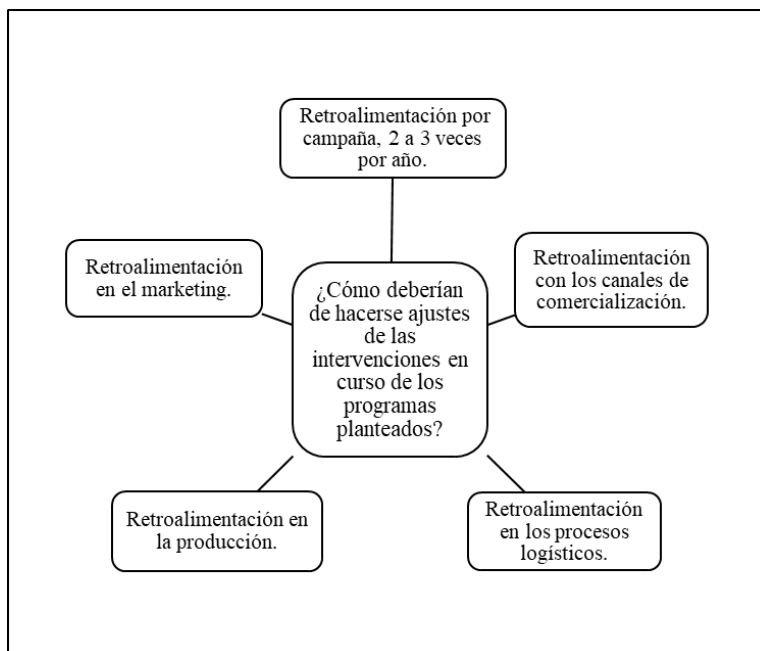 Retroalimentación por
campaña, 2 a 3 veces
por año.
Retroalimentación
en el marketing.
Retroalimentación
con los canales de
comercialización.
¿Cómo deberían
de hacerse ajustes
de las
intervenciones en
curso de los
programas
planteados?
Retroalimentación en
la producción.
Retroalimentación
en los procesos
logísticos.